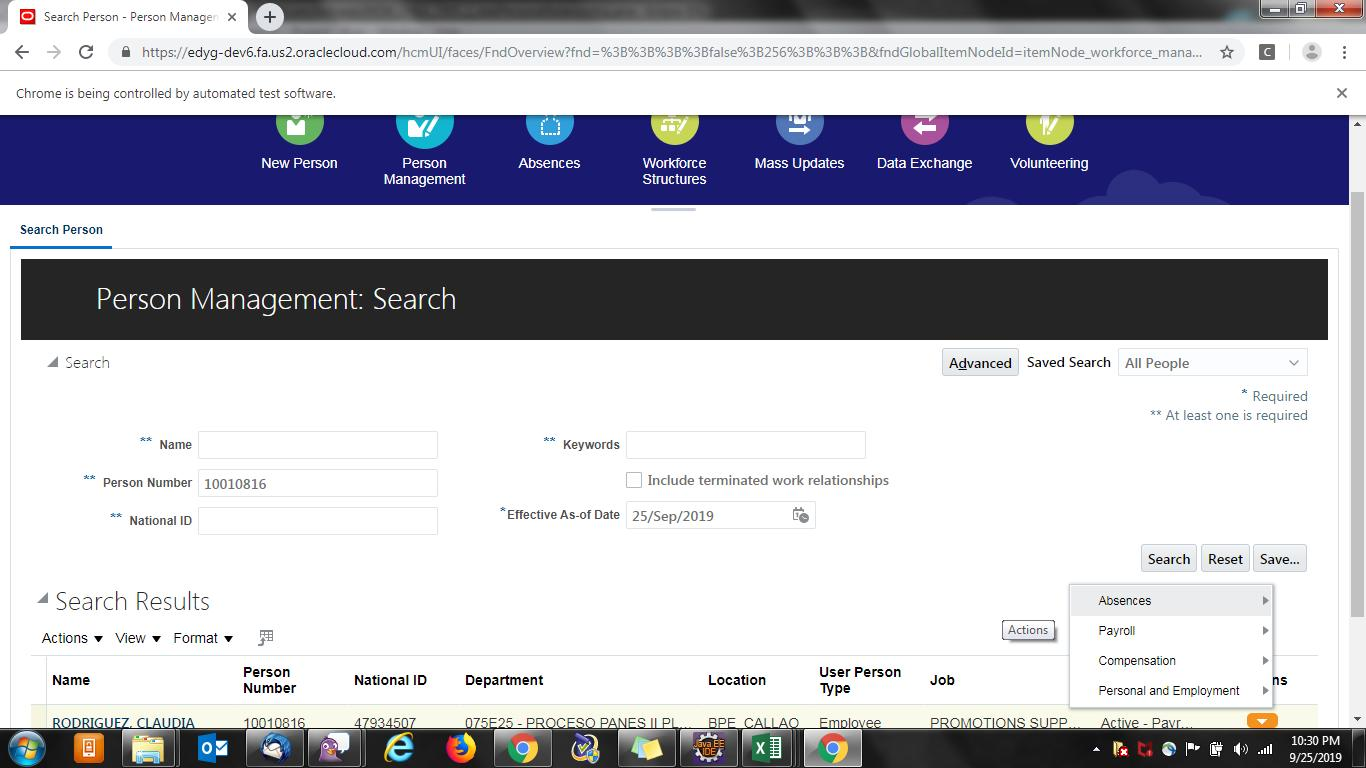 Search Person - Person Managen
https://edyg-dev6.fa.us2.oraclecloud.com/hcmUI/faces/FndOverview?fnd=%3B%3B%3B%3Bfalse%3B256%3B%3B%3B&fndGlobalItemNodeId=itemNode_workforce_mana...
C
Chrome is being controlled by automated test software.
New Person
Person
Management
Absences
Workforce
Structures
Mass Updates
Data Exchange
Volunteering
Search Person
Person Management: Search
Search
Advanced
Saved Search
All People
* Required
** At least one is required
** Name
** Keywords
** Person Number 10010816
Include terminated work relationships
** National ID
*Effective As-of Date 25/Sep/2019
Search
Reset
Save...
Search Results
Absences
Payroll
Compensation
Personal and Employment
Actions
Actions
View
Format
Name
Person
Number
National ID
Department
Location
User Person
Type
Job
ns
RODRIGUEZ, CLAUDIA 10010816 47934507 075E25 - PROCESO PANES II PL... BPE_CALLAO Employee PROMOTIONS SUPP... Active - Payr...
Java EE
IDE
10:30 PM
9/25/2019